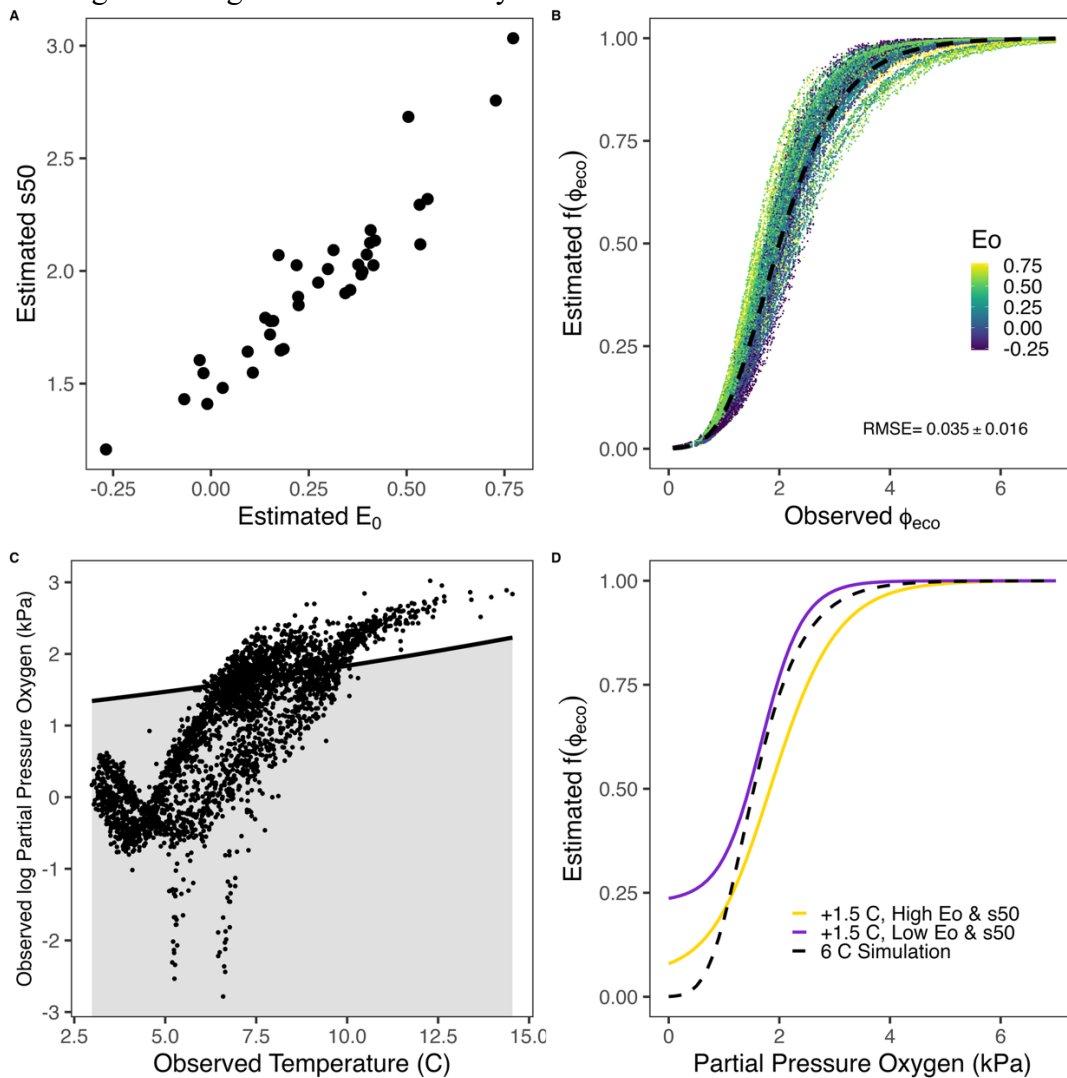 A
3.0
2.5
2.0
1.5
Estimated s50
-0.25
0.00
0.25
0.50
0.75
Estimated E0
B
1.00
0.75
0.50
0.25
0.00
Estimated f(ϕeco)
Eo
0.75
0.50
0.25
0.00
-0.25
RMSE= 0.035 ± 0.016
0
2
4
6
Observed ϕeco
C
3
2
1
0
-1
-2
-3
Observed log Partial Pressure Oxygen (kPa)
2.5
5.0
7.5
10.0
12.5
15.0
Observed Temperature (C)
D
1.00
0.75
0.50
0.25
0.00
Estimated f(ϕeco)
+1.5 C, High Eo & s50
+1.5 C, Low Eo & s50
6 C Simulation
0
2
4
6
Partial Pressure Oxygen (kPa)